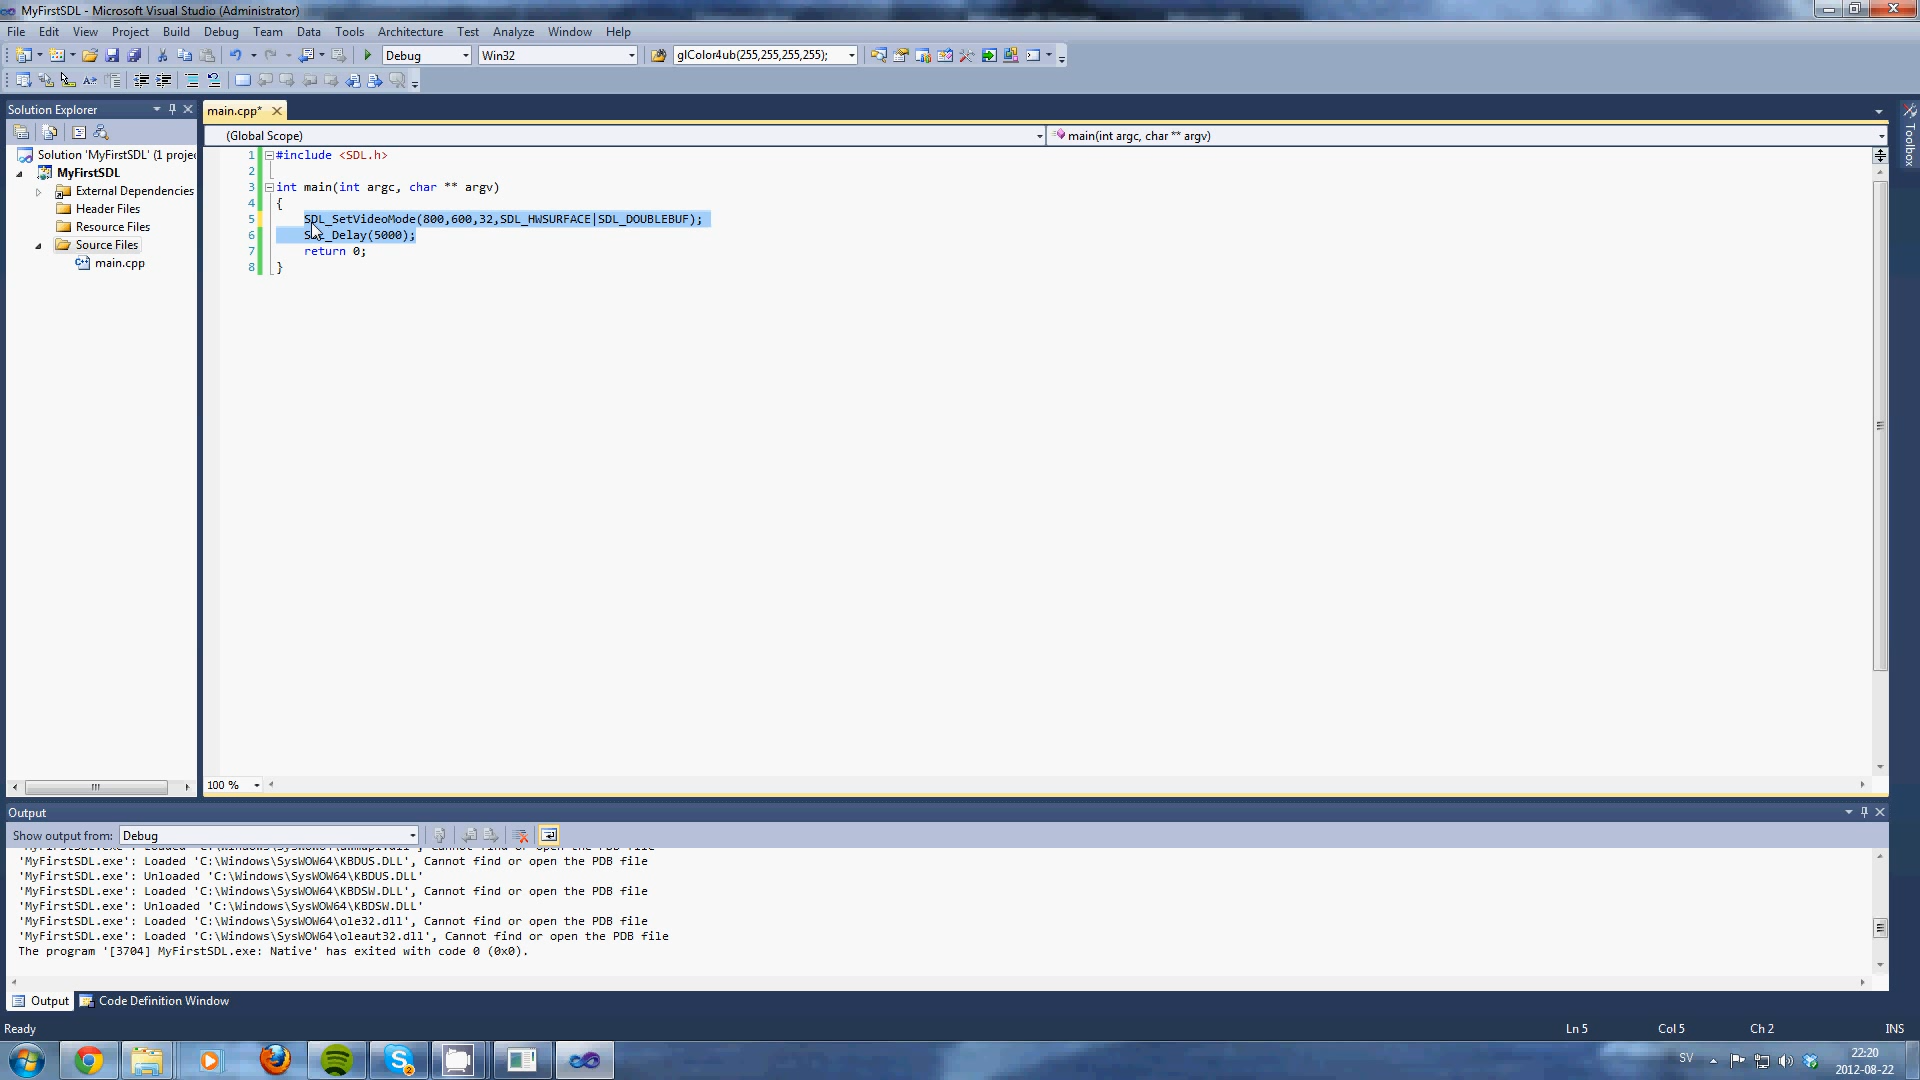 MyFirstSDL - Microsoft Visual Studio (Administrator)
File Edit View Project Build Debug Team Data Tools Architecture Test Analyze Window Help
Debug Win32 glColor4ub(255,255,255,255);
Solution Explorer
main.cpp*
(Global Scope) main(int argc, char ** argv)
Toolbox
Solution 'MyFirstSDL' (1 projec
MyFirstSDL
External Dependencies
Header Files
Resource Files
Source Files
main.cpp
1 #include <SDL.h>
2
3 int main(int argc, char ** argv)
4 {
5 SDL_SetVideoMode(800,600,32,SDL_HWSURFACE|SDL_DOUBLEBUF);
6 SDL_Delay(5000);
7 return 0;
8 }
100 %
Output
Show output from: Debug
'MyFirstSDL.exe': Loaded 'C:\Windows\SysWOW64\KBDUS.DLL', Cannot find or open the PDB file
'MyFirstSDL.exe': Unloaded 'C:\Windows\SysWOW64\KBDUS.DLL'
'MyFirstSDL.exe': Loaded 'C:\Windows\SysWOW64\KBDSW.DLL', Cannot find or open the PDB file
'MyFirstSDL.exe': Unloaded 'C:\Windows\SysWOW64\KBDSW.DLL'
'MyFirstSDL.exe': Loaded 'C:\Windows\SysWOW64\ole32.dll', Cannot find or open the PDB file
'MyFirstSDL.exe': Loaded 'C:\Windows\SysWOW64\oleaut32.dll', Cannot find or open the PDB file
The program '[3704] MyFirstSDL.exe: Native' has exited with code 0 (0x0).
Output Code Definition Window
Ready Ln 5 Col 5 Ch 2 INS
SV 22:20
2012-08-22